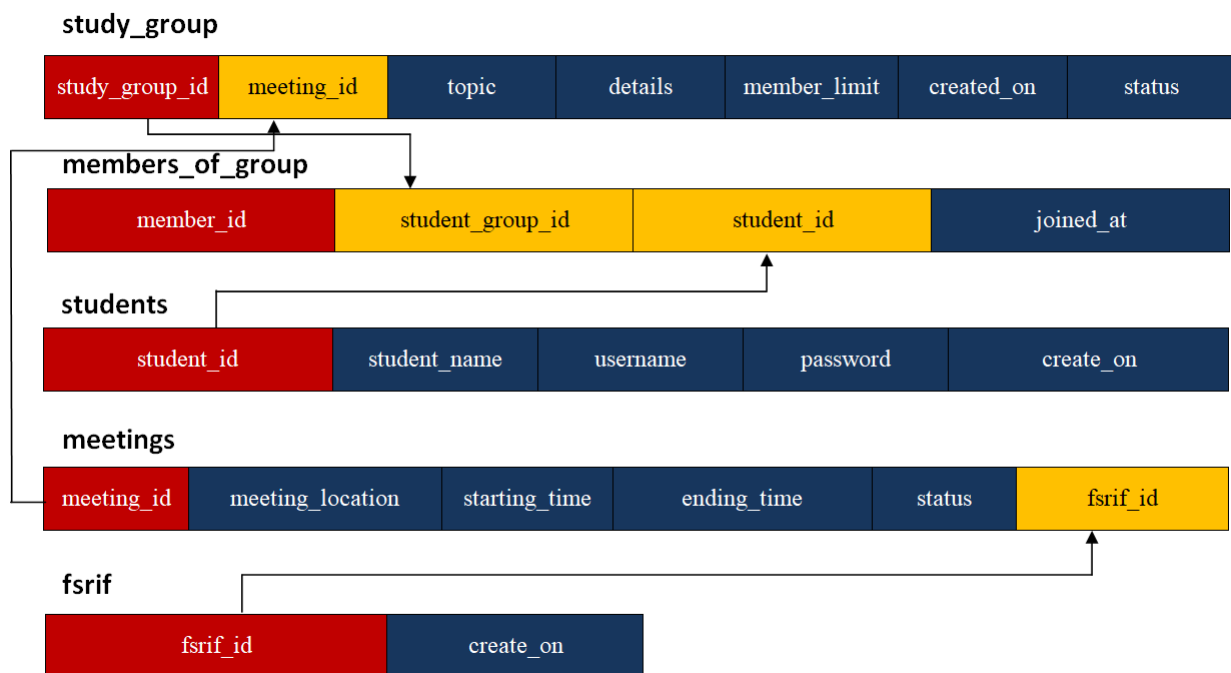 study_group
study_group_id meeting_id topic details member_limit created_on status
members_of_group
member_id student_group_id student_id joined_at
students
student_id student_name username password create_on
meetings
meeting_id meeting_location starting_time ending_time status fsrif_id
fsrif
fsrif_id create_on